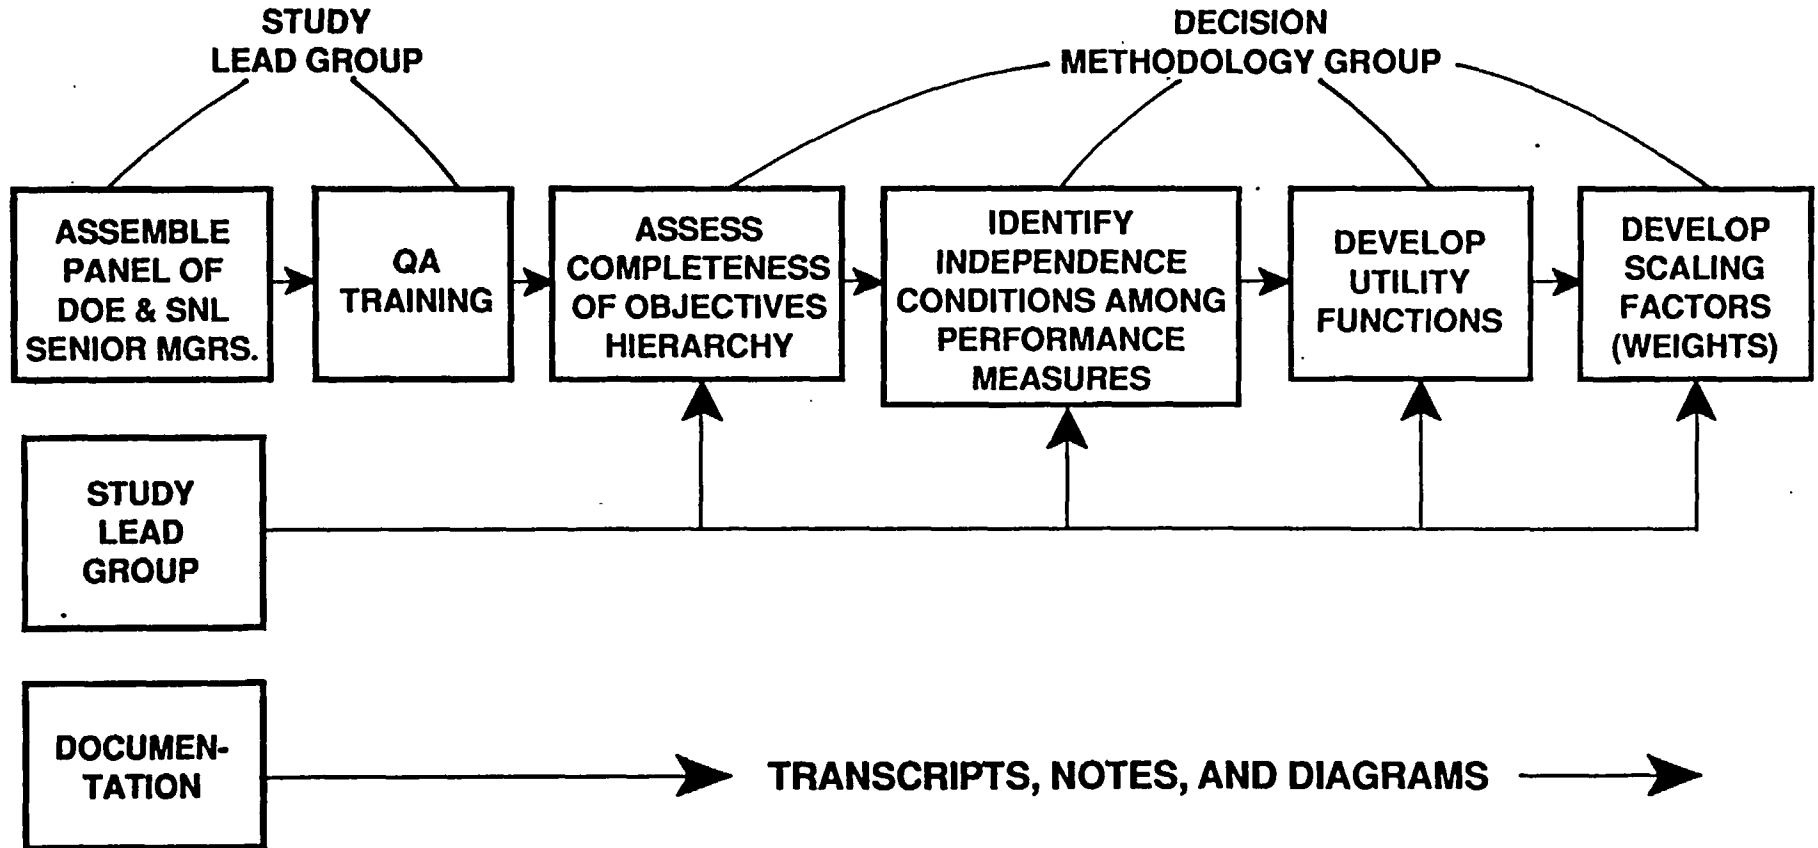 STUDY
LEAD GROUP
DECISION
METHODOLOGY GROUP
ASSEMBLE
PANEL OF
DOE & SNL
SENIOR MGRS.
QA
TRAINING
ASSESS
COMPLETENESS
OF OBJECTIVES
HIERARCHY
IDENTIFY
INDEPENDENCE
CONDITIONS AMONG
PERFORMANCE
MEASURES
DEVELOP
UTILITY
FUNCTIONS
DEVELOP
SCALING
FACTORS
(WEIGHTS)
STUDY
LEAD
GROUP
DOCUMEN-
TATION
TRANSCRIPTS, NOTES, AND DIAGRAMS